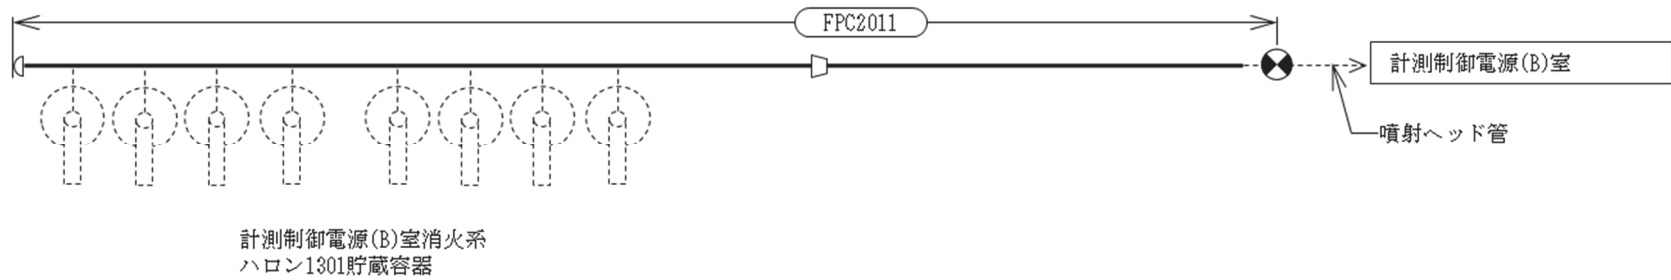 FPC2011
計測制御電源(B)室
噴射ヘッド管
計測制御電源(B)室消火系
ハロン1301貯蔵容器